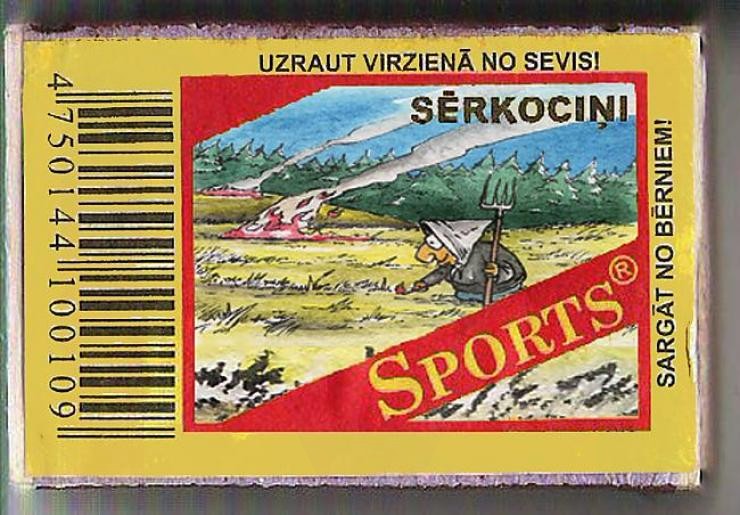 UZRAUT VIRZIENĀ NO SEVIS!
SĒRKOCIŅI
SARGĀT NO BĒRNIEM!
SPORTS®
4750144100109